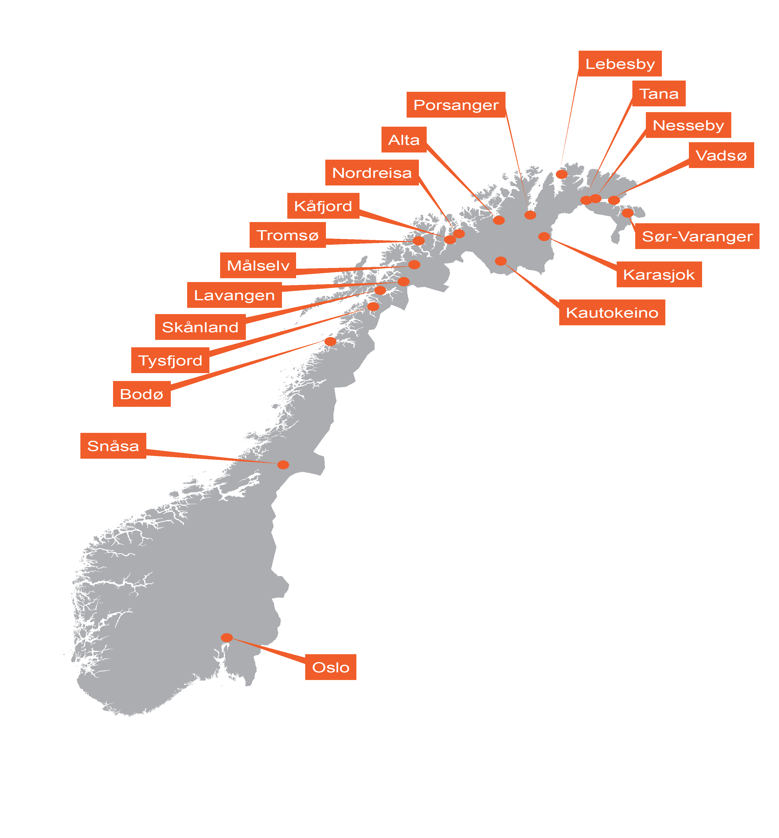 Lebesby
Tana
Porsanger
Nesseby
Alta
Vadsø
Nordreisa
Kåfjord
Tromsø
Sør-Varanger
Målselv
Karasjok
Lavangen
Kautokeino
Skånland
Tysfjord
Bodø
Snåsa
Oslo